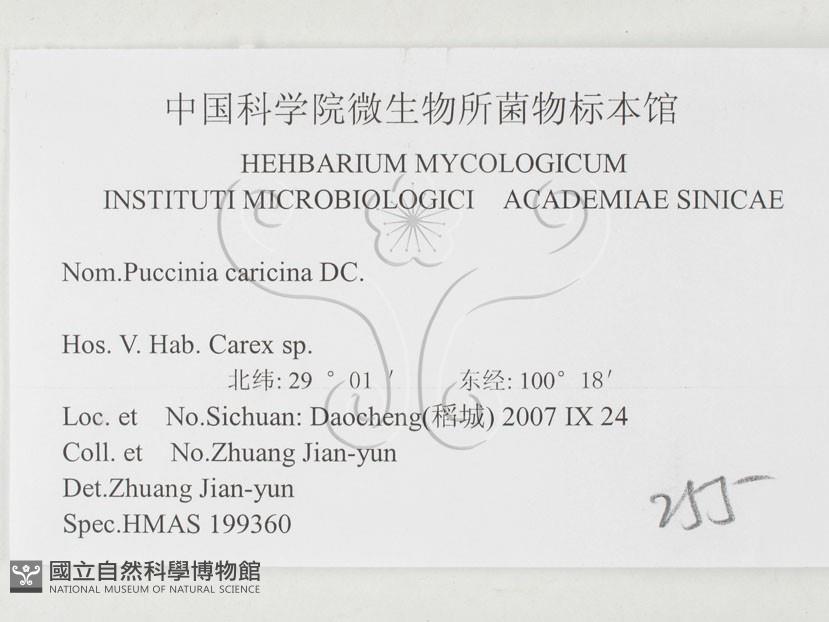 中国科学院微生物所菌物标本馆
HEHBARIUM MYCOLOGICUM
INSTITUTI MICROBIOLOGICI ACADEMIAE SINICAE
Nom.Puccinia caricina DC.
Hos. V. Hab. Carex sp.
北纬: 29 ° 01 ′ 东经: 100° 18′
Loc. et No.Sichuan: Daocheng(稻城) 2007 IX 24
Coll. et No.Zhuang Jian-yun
Det.Zhuang Jian-yun
Spec.HMAS 199360
255
國立自然科學博物館
NATIONAL MUSEUM OF NATURAL SCIENCE